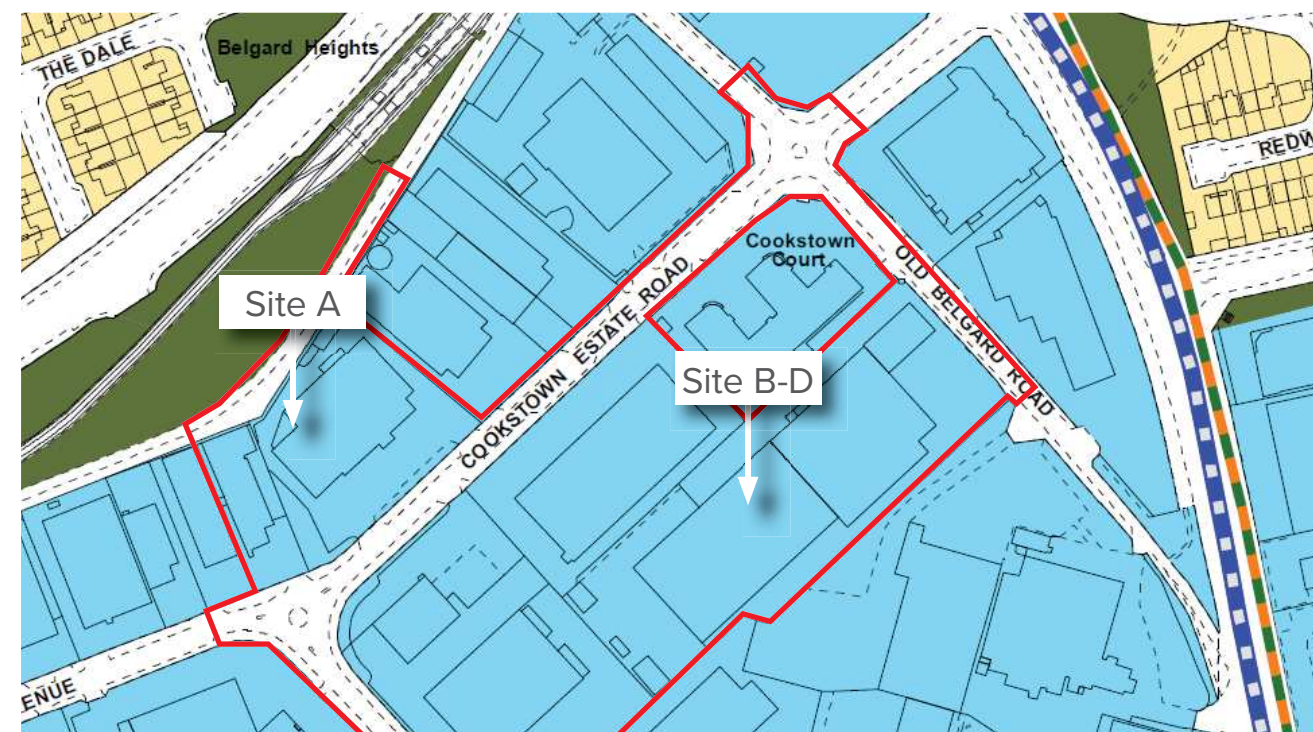 THE DALE
Belgard Heights
REDW
Cookstown
Court
OLD BELGARD ROAD
Site A
COOKSTOWN ESTATE ROAD
Site B-D
ENUE